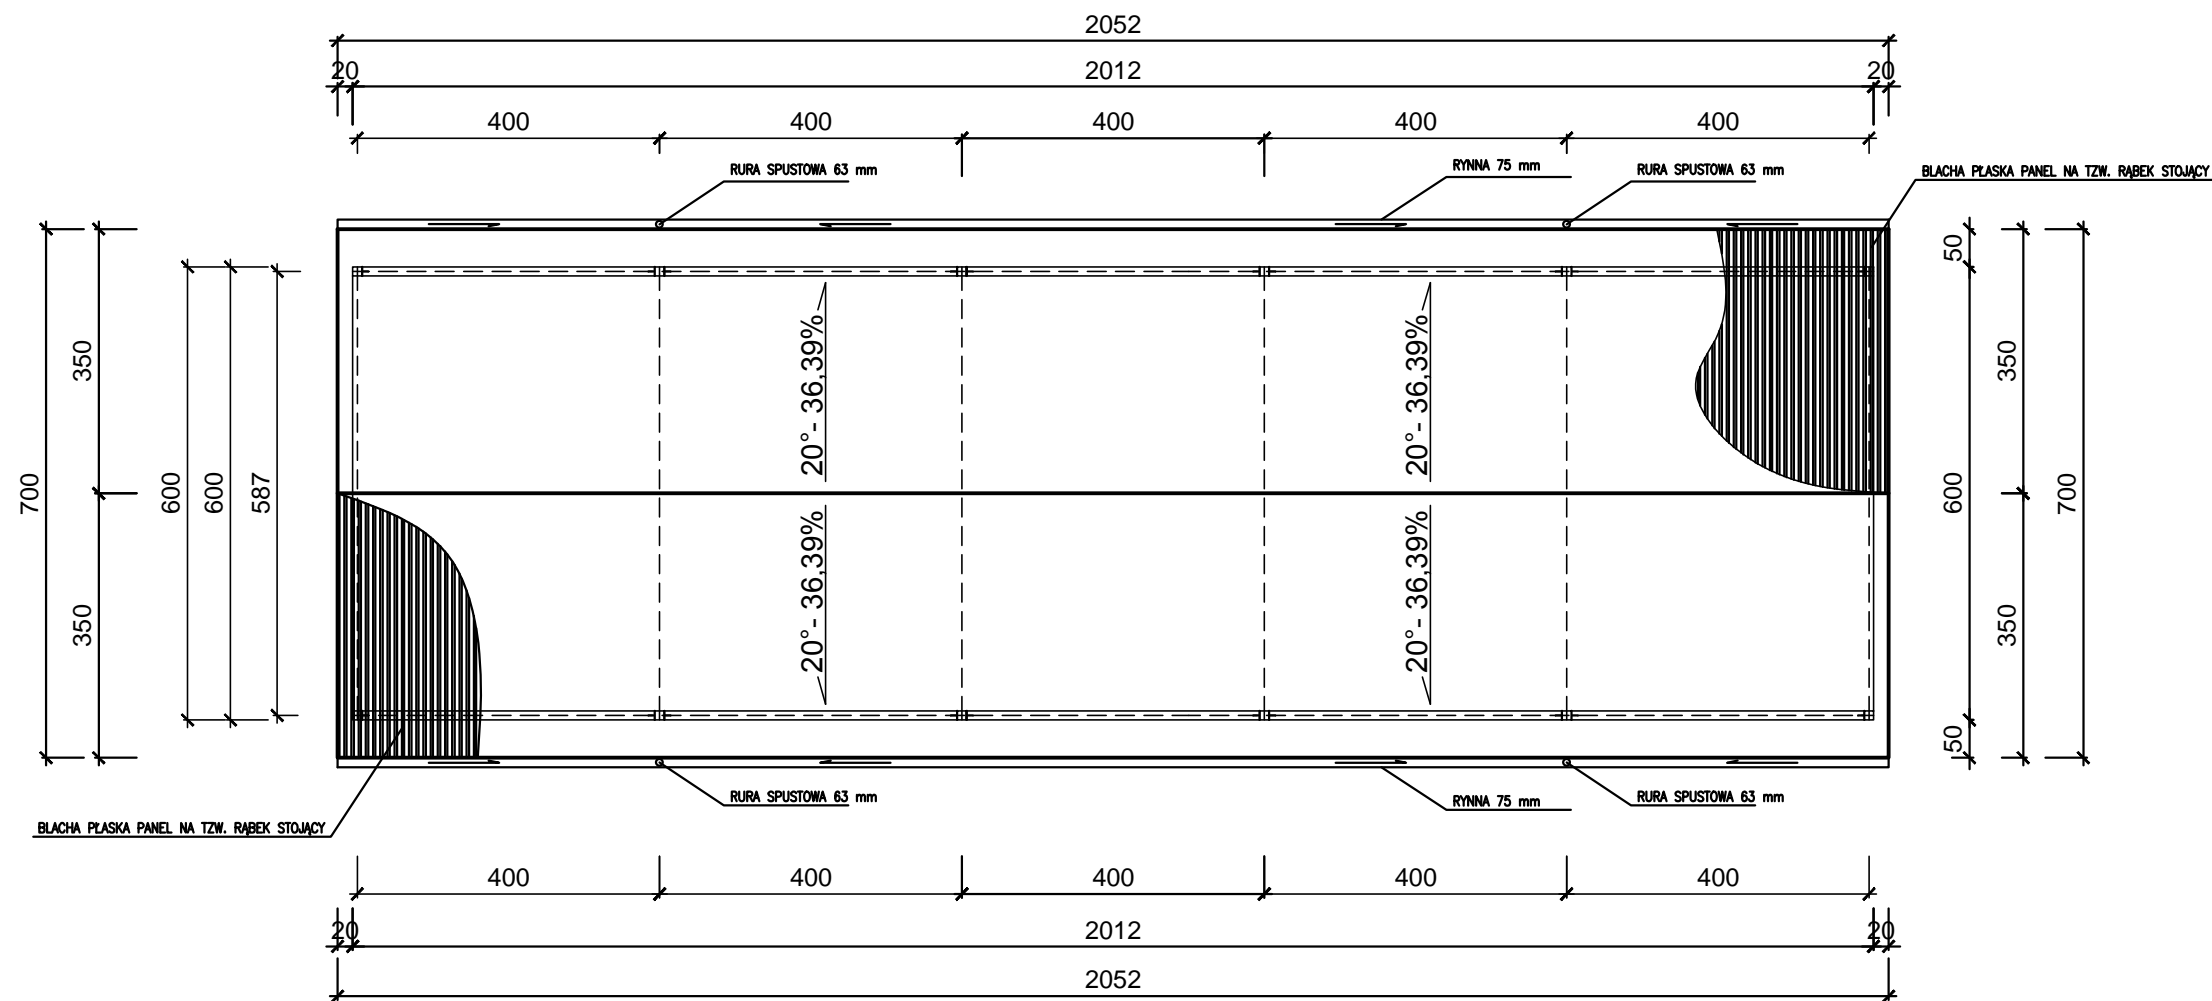 2052
20 2012 20
400 400 400 400 400
RURA SPUSTOWA 63 mm
RYNNA 75 mm
RURA SPUSTOWA 63 mm
BLACHA PŁASKA PANEL NA TZW. RĄBEK STOJĄCY
700
350
350
600
600
587
20°- 36,39%
20°- 36,39%
20°- 36,39%
20°- 36,39%
50
600
50
350
350
700
RURA SPUSTOWA 63 mm
RYNNA 75 mm
RURA SPUSTOWA 63 mm
BLACHA PŁASKA PANEL NA TZW. RĄBEK STOJĄCY
400 400 400 400 400
20 2012 20
2052